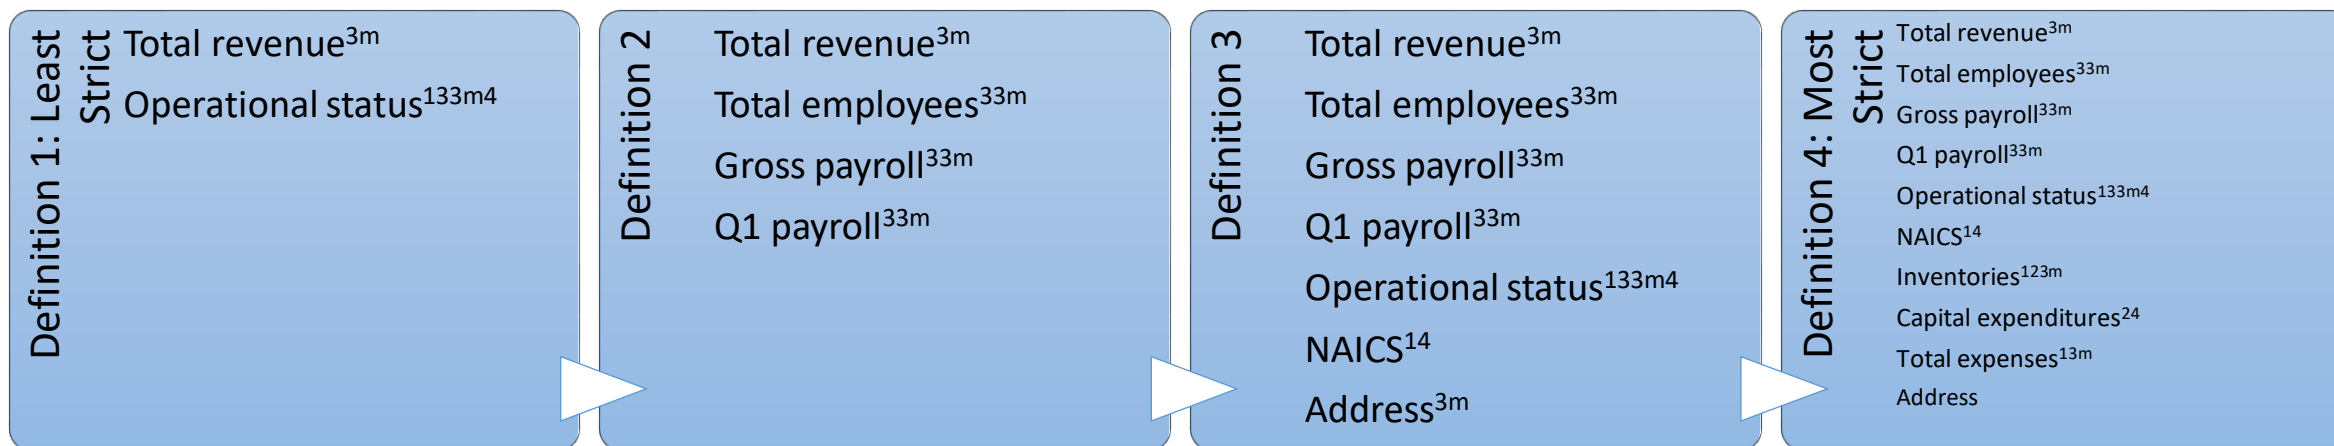 Definition 1: Least
Strict
Total revenue³ᵐ
Operational status¹³³ᵐ⁴
Definition 2
Total revenue³ᵐ
Total employees³³ᵐ
Gross payroll³³ᵐ
Q1 payroll³³ᵐ
Definition 3
Total revenue³ᵐ
Total employees³³ᵐ
Gross payroll³³ᵐ
Q1 payroll³³ᵐ
Operational status¹³³ᵐ⁴
NAICS¹⁴
Address³ᵐ
Definition 4: Most
Strict
Total revenue³ᵐ
Total employees³³ᵐ
Gross payroll³³ᵐ
Q1 payroll³³ᵐ
Operational status¹³³ᵐ⁴
NAICS¹⁴
Inventories¹²³ᵐ
Capital expenditures²⁴
Total expenses¹³ᵐ
Address